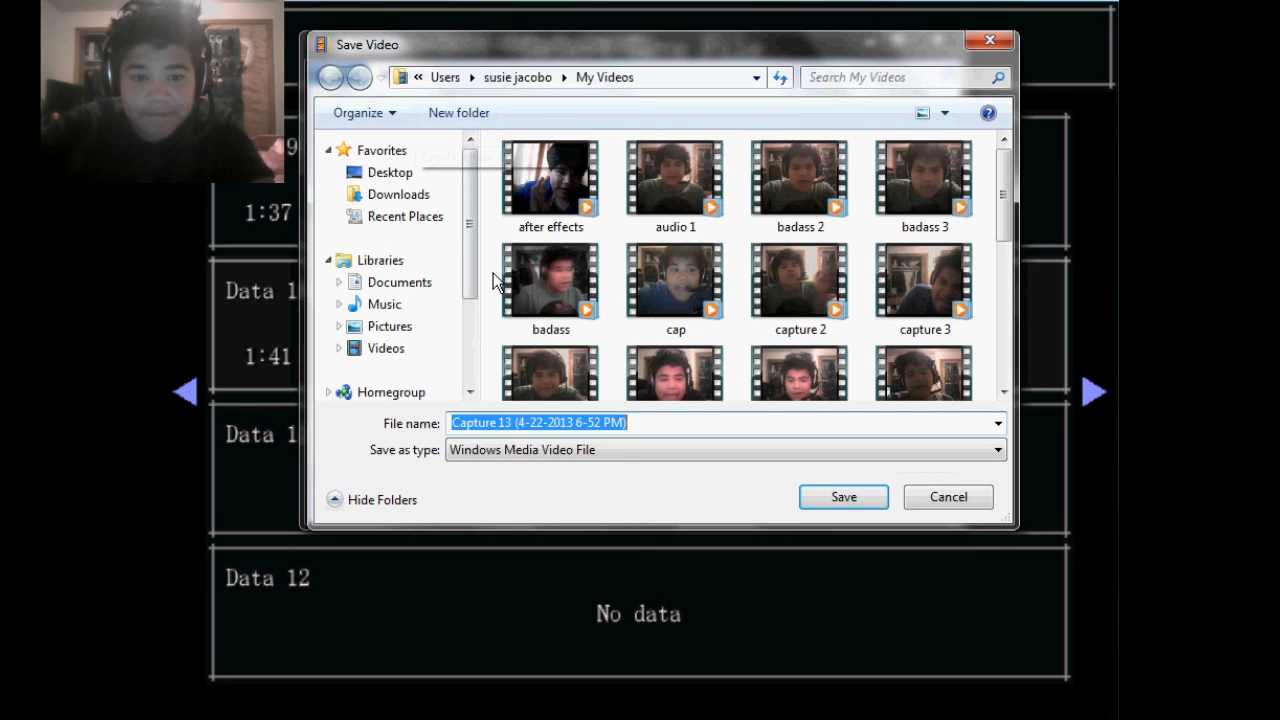 Save Video
« Users susie jacobo My Videos
Search My Videos
Organize
New folder
Favorites
Desktop
Downloads
Recent Places
Libraries
Documents
Music
Pictures
Videos
Homegroup
after effects
audio 1
badass 2
badass 3
badass
cap
capture 2
capture 3
File name:
Capture 13 (4-22-2013 6-52 PM)
Save as type:
Windows Media Video File
Hide Folders
Save
Cancel
9
1:37
Data 1
1:41
Data 1
Data 12
No data